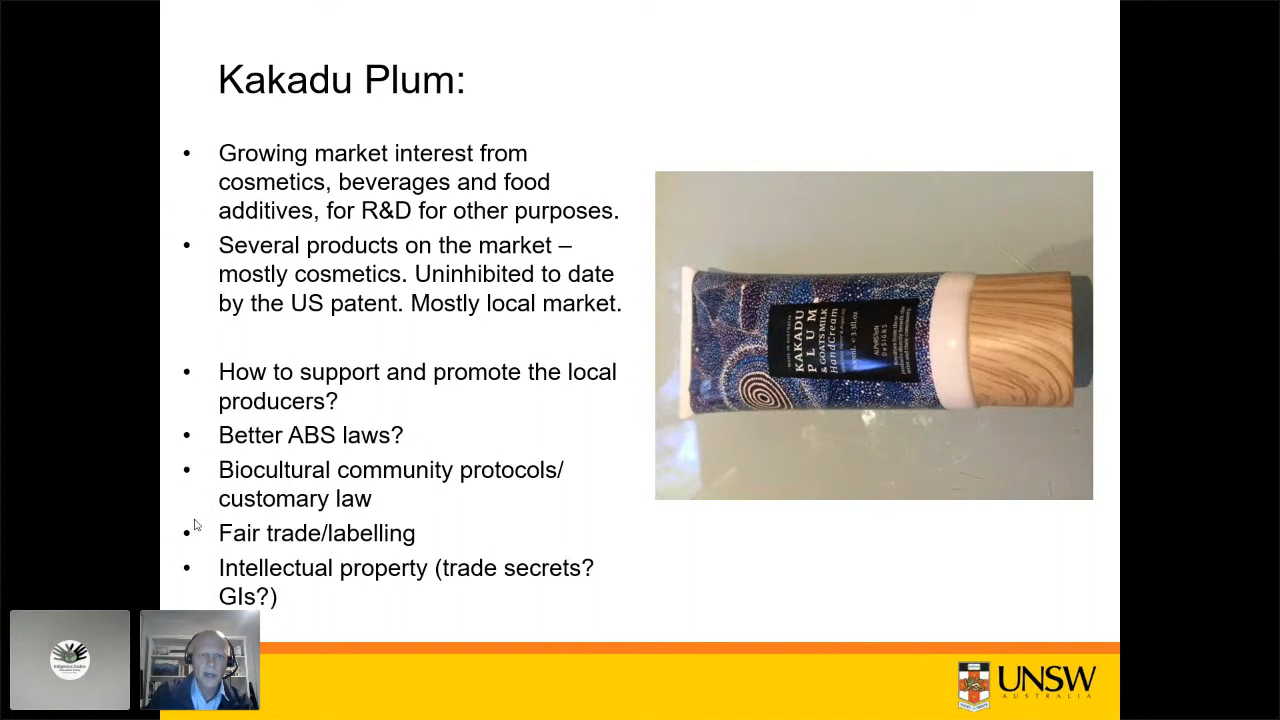 Kakadu Plum:
• Growing market interest from
cosmetics, beverages and food
additives, for R&D for other purposes.
• Several products on the market –
mostly cosmetics. Uninhibited to date
by the US patent. Mostly local market.
• How to support and promote the local
producers?
• Better ABS laws?
• Biocultural community protocols/
customary law
• Fair trade/labelling
• Intellectual property (trade secrets?
GIs?)
KAKADU
PLUM
& GOATS MILK
HandCream
ALPERSTEIN
DESIGNS
UNSW
AUSTRALIA